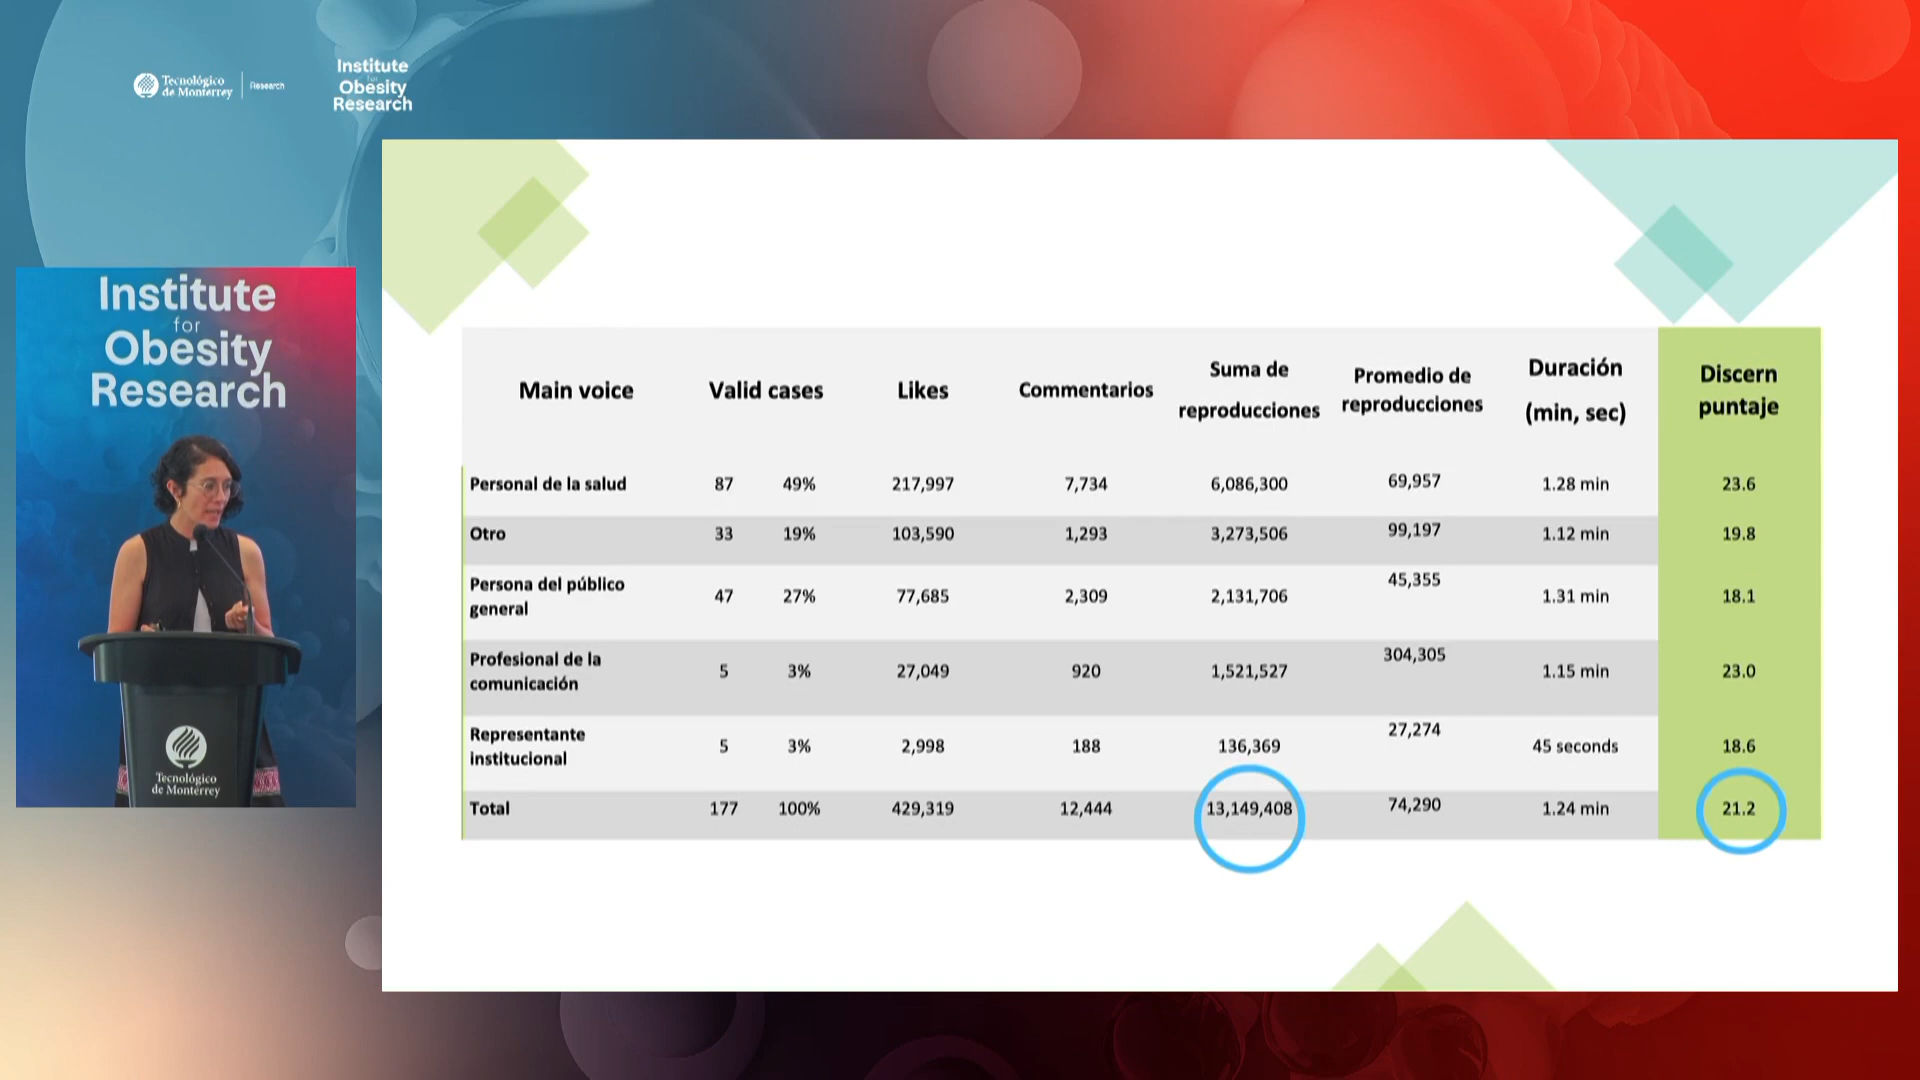 Tecnológico
de Monterrey
Research
Institute
for
Obesity
Research
Institute
for
Obesity
Research
Tecnológico
de Monterrey
Main voice Valid cases Likes Commentarios Suma de reproducciones Promedio de reproducciones Duración (min, sec) Discern puntaje
Personal de la salud 87 49% 217,997 7,734 6,086,300 69,957 1.28 min 23.6
Otro 33 19% 103,590 1,293 3,273,506 99,197 1.12 min 19.8
Persona del público general 47 27% 77,685 2,309 2,131,706 45,355 1.31 min 18.1
Profesional de la comunicación 5 3% 27,049 920 1,521,527 304,305 1.15 min 23.0
Representante institucional 5 3% 2,998 188 136,369 27,274 45 seconds 18.6
Total 177 100% 429,319 12,444 13,149,408 74,290 1.24 min 21.2